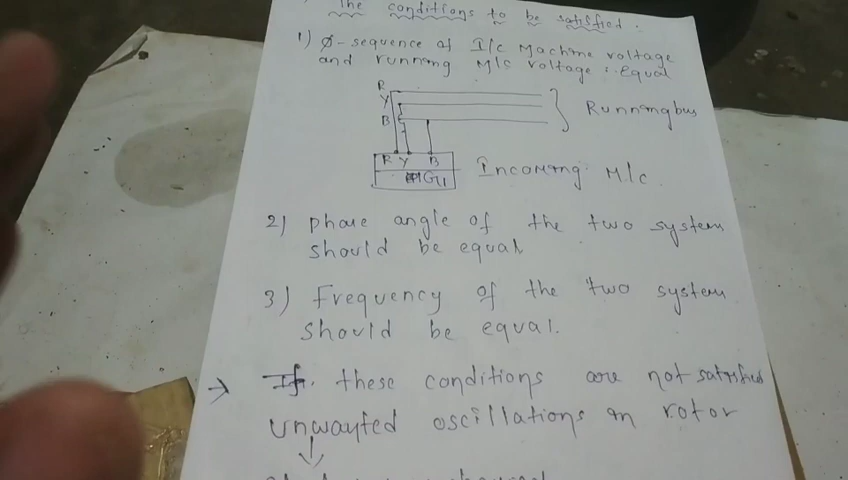 The conditions to be satisfied.
1) Ø-sequence of I/c Machine voltage
and running M/c voltage : Equal
R
Y
B
Running bus
R Y B
G1
Incoming M/c
2) phase angle of the two system
should be equal
3) Frequency of the two system
should be equal.
→ If these conditions are not satisfied
unwanted oscillations in rotor